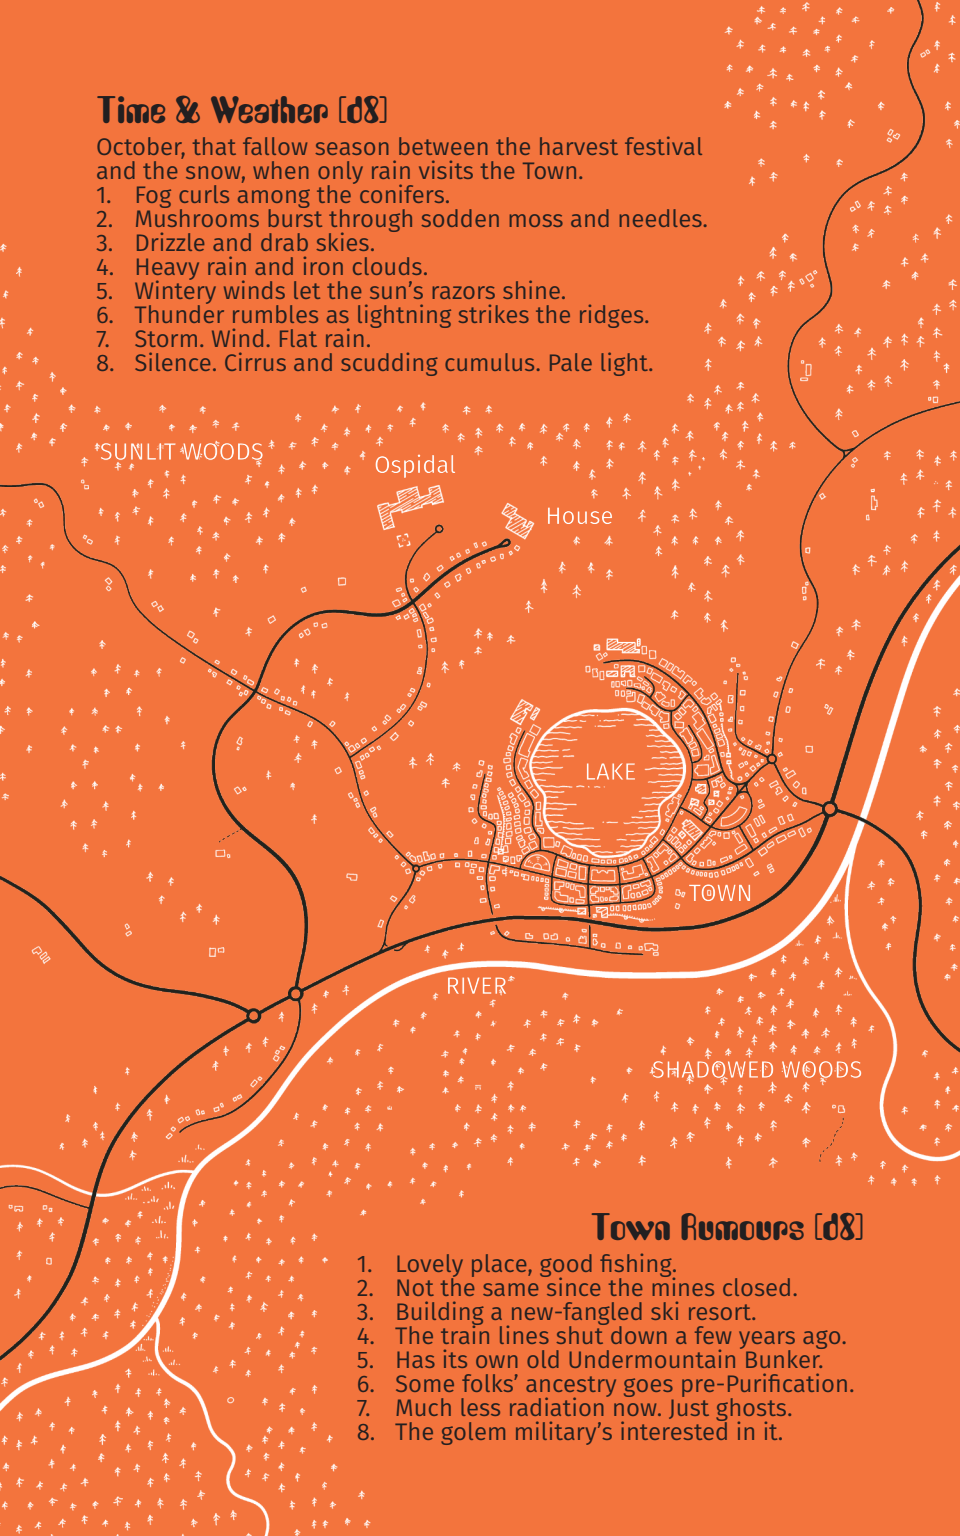 Time & Weather [d8]
October, that fallow season between the harvest festival
and the snow, when only rain visits the Town.
1. Fog curls among the conifers.
2. Mushrooms burst through sodden moss and needles.
3. Drizzle and drab skies.
4. Heavy rain and iron clouds.
5. Wintery winds let the sun’s razors shine.
6. Thunder rumbles as lightning strikes the ridges.
7. Storm. Wind. Flat rain.
8. Silence. Cirrus and scudding cumulus. Pale light.
SUNLIT WOODS
Ospidal
House
LAKE
TOWN
RIVER
SHADOWED WOODS
Town Rumours [d8]
1. Lovely place, good fishing.
2. Not the same since the mines closed.
3. Building a new-fangled ski resort.
4. The train lines shut down a few years ago.
5. Has its own old Undermountain Bunker.
6. Some folks’ ancestry goes pre-Purification.
7. Much less radiation now. Just ghosts.
8. The golem military’s interested in it.